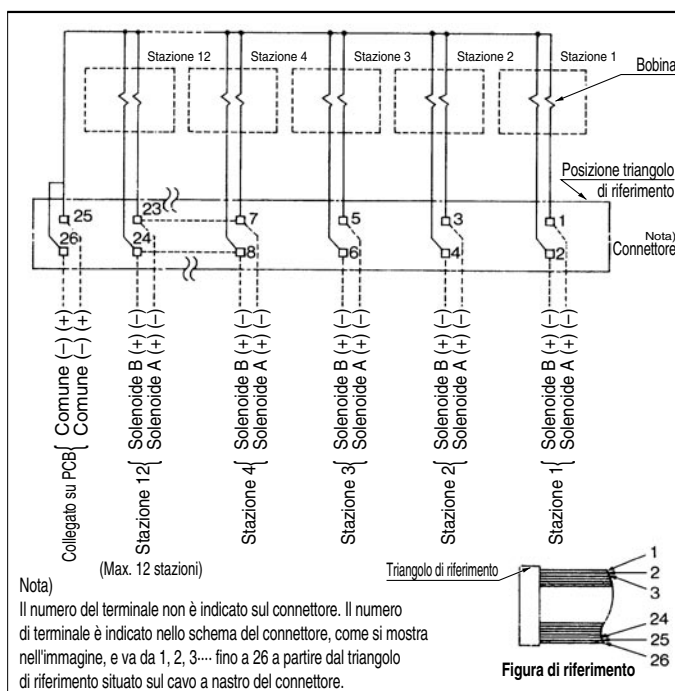 Stazione 12
Stazione 4
Stazione 3
Stazione 2
Stazione 1
Bobina
Posizione triangolo
di riferimento
Nota)
Connettore
25
23
7
5
3
1
26
24
8
6
4
2
Collegato su PCB{
Comune (–) (+)
Comune (–) (+)
Stazione 12{
Solenoide B (+) (–)
Solenoide A (+) (–)
Stazione 4{
Solenoide B (+) (–)
Solenoide A (+) (–)
Stazione 3{
Solenoide B (+) (–)
Solenoide A (+) (–)
Stazione 2{
Solenoide B (+) (–)
Solenoide A (+) (–)
Stazione 1{
Solenoide B (+) (–)
Solenoide A (+) (–)
(Max. 12 stazioni)
Nota)
Il numero del terminale non è indicato sul connettore. Il numero
di terminale è indicato nello schema del connettore, come si mostra
nell'immagine, e va da 1, 2, 3···· fino a 26 a partire dal triangolo
di riferimento situato sul cavo a nastro del connettore.
Triangolo di riferimento
1
2
3
24
25
26
Figura di riferimento